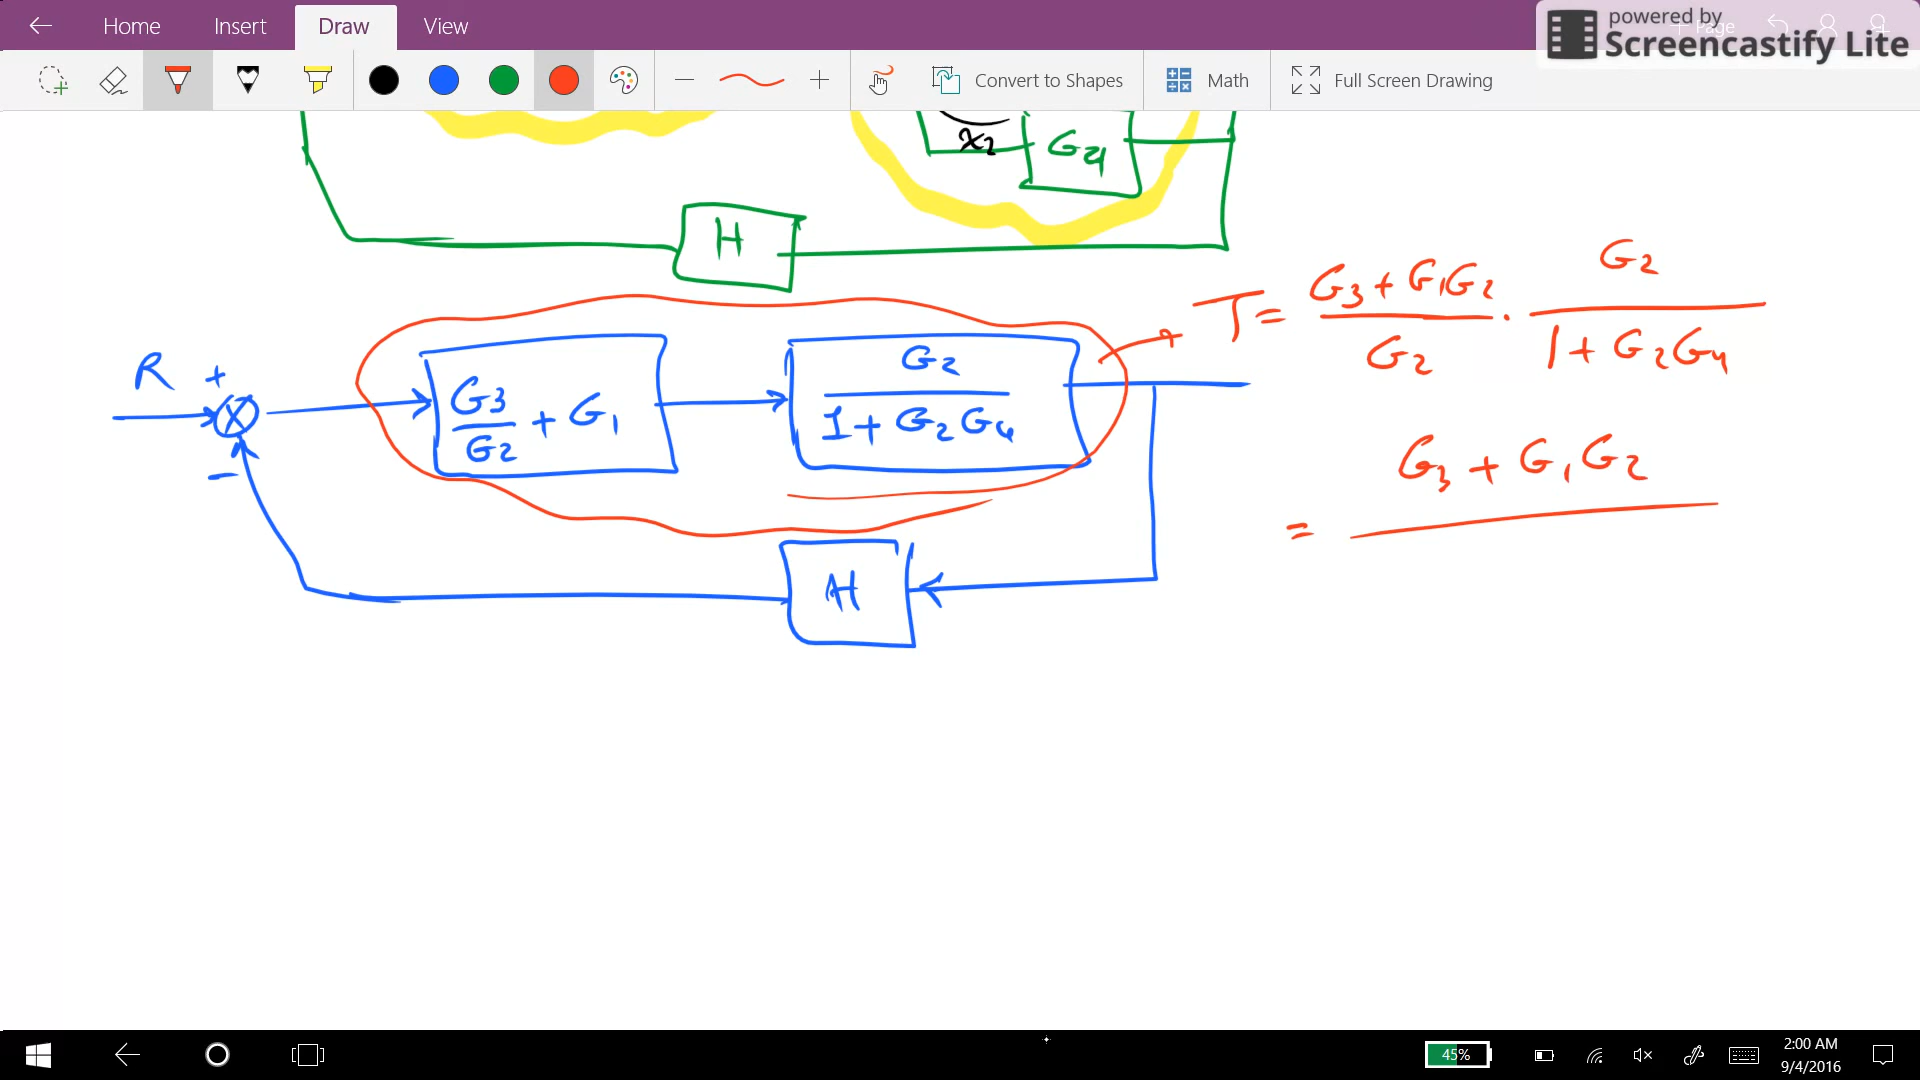 Home Insert Draw View
powered by
Page
Screencastify Lite
Convert to Shapes Math Full Screen Drawing
x₂ G₄
H
T = (G₃ + G₁G₂)/G₂ · G₂/(1 + G₂G₄)
R + G₃/G₂ + G₁ G₂/(1 + G₂G₄)
−
= G₃ + G₁G₂
H
45%
2:00 AM
9/4/2016